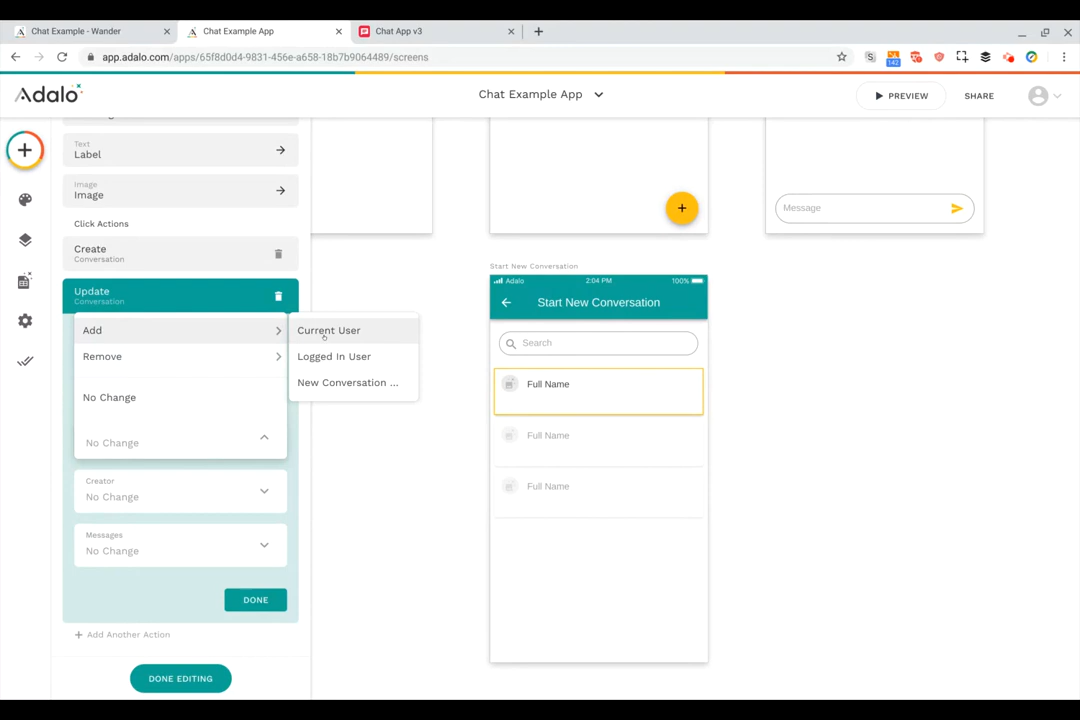 Chat Example - Wander
Chat Example App
Chat App v3
app.adalo.com/apps/65f8d0d4-9831-456e-a658-18b7b9064489/screens
142
Adalo
Chat Example App
PREVIEW
SHARE
Text
Label
Image
Image
Click Actions
Create
Conversation
Update
Conversation
Add
Remove
No Change
No Change
Current User
Logged In User
New Conversation ...
Creator
No Change
Messages
No Change
DONE
+ Add Another Action
DONE EDITING
Message
Start New Conversation
Adalo
2:04 PM
100%
Start New Conversation
Search
Full Name
Full Name
Full Name